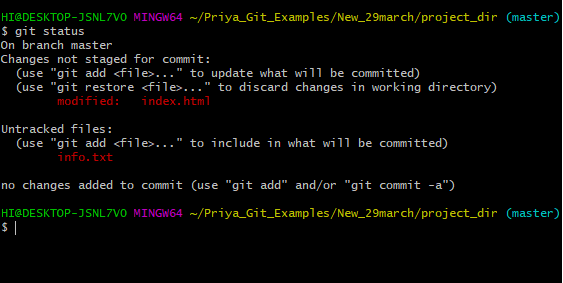 HI@DESKTOP-JSNL7VO MINGW64 ~/Priya_Git_Examples/New_29march/project_dir (master)
$ git status
On branch master
Changes not staged for commit:
  (use "git add <file>..." to update what will be committed)
  (use "git restore <file>..." to discard changes in working directory)
        modified:   index.html

Untracked files:
  (use "git add <file>..." to include in what will be committed)
        info.txt

no changes added to commit (use "git add" and/or "git commit -a")

HI@DESKTOP-JSNL7VO MINGW64 ~/Priya_Git_Examples/New_29march/project_dir (master)
$